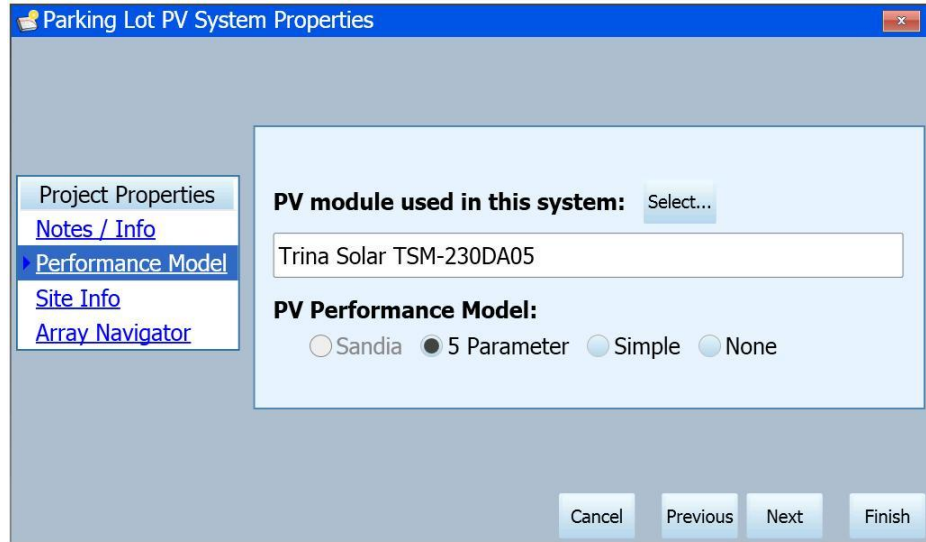 Parking Lot PV System Properties
x
Project Properties
Notes / Info
Performance Model
Site Info
Array Navigator
PV module used in this system: Select...
Trina Solar TSM-230DA05
PV Performance Model:
Sandia 5 Parameter Simple None
Cancel Previous Next Finish